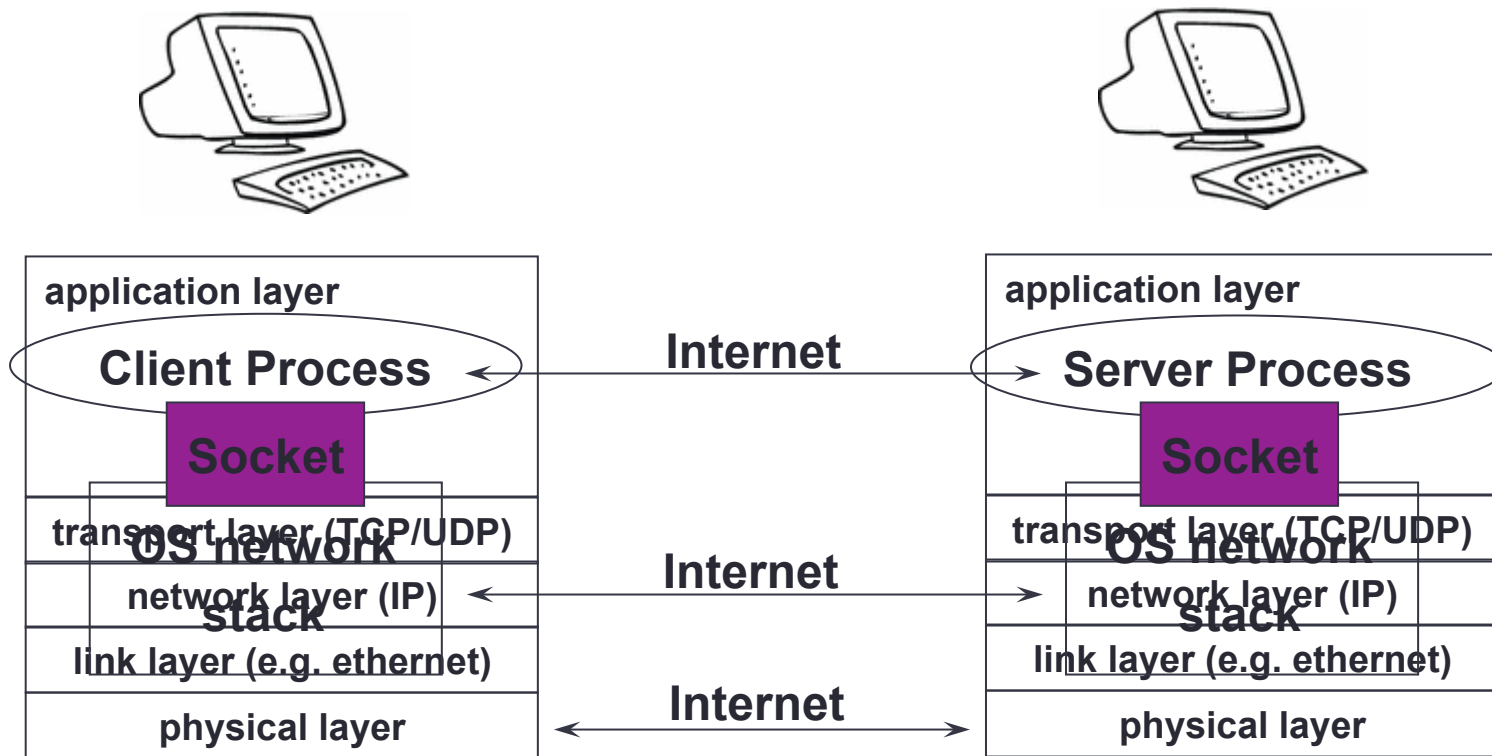 application layer
Client Process
Socket
transport layer (TCP/UDP)
OS network
network layer (IP)
stack
link layer (e.g. ethernet)
physical layer
Internet
Internet
Internet
application layer
Server Process
Socket
transport layer (TCP/UDP)
OS network
network layer (IP)
stack
link layer (e.g. ethernet)
physical layer